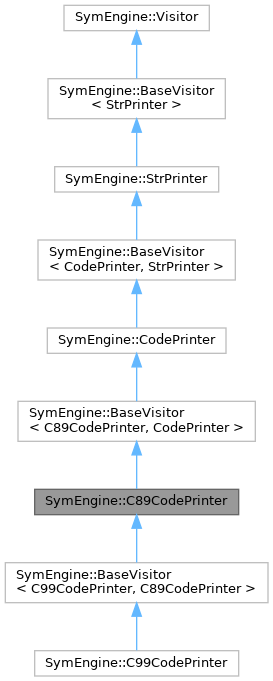 SymEngine::Visitor
SymEngine::BaseVisitor
< StrPrinter >
SymEngine::StrPrinter
SymEngine::BaseVisitor
< CodePrinter, StrPrinter >
SymEngine::CodePrinter
SymEngine::BaseVisitor
< C89CodePrinter, CodePrinter >
SymEngine::C89CodePrinter
SymEngine::BaseVisitor
< C99CodePrinter, C89CodePrinter >
SymEngine::C99CodePrinter